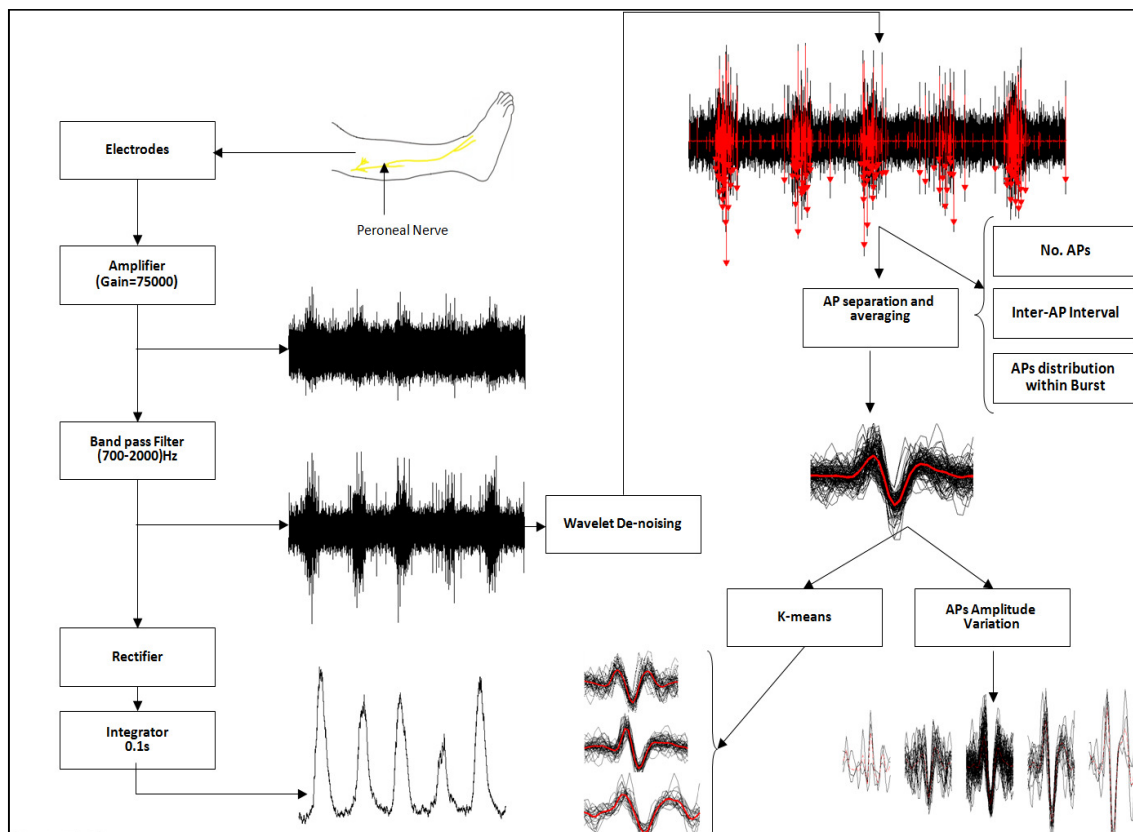 Electrodes
Peroneal Nerve
Amplifier
(Gain=75000)
Band pass Filter
(700-2000)Hz
Rectifier
Integrator
0.1s
Wavelet De-noising
No. APs
AP separation and
averaging
Inter-AP Interval
APs distribution
within Burst
K-means
APs Amplitude
Variation